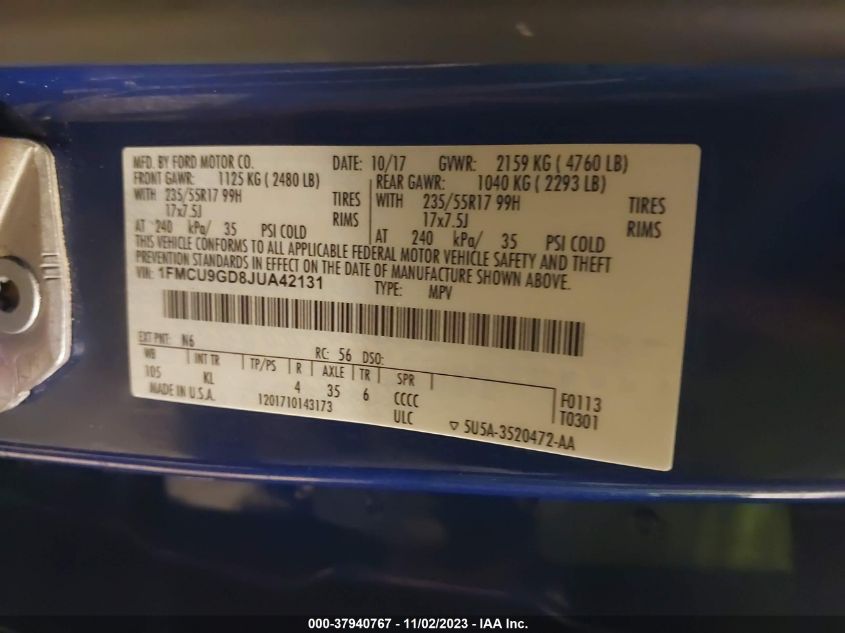 MFD. BY FORD MOTOR CO. DATE: 10/17 GVWR: 2159 KG ( 4760 LB)
FRONT GAWR: 1125 KG ( 2480 LB) REAR GAWR: 1040 KG ( 2293 LB)
WITH 235/55R17 99H TIRES WITH 235/55R17 99H TIRES
17x7.5J RIMS 17x7.5J RIMS
AT 240 kPa/ 35 PSI COLD AT 240 kPa/ 35 PSI COLD
THIS VEHICLE CONFORMS TO ALL APPLICABLE FEDERAL MOTOR VEHICLE SAFETY AND THEFT
PREVENTION STANDARDS IN EFFECT ON THE DATE OF MANUFACTURE SHOWN ABOVE.
VIN: 1FMCU9GD8JUA42131 TYPE: MPV
EXT PNT: N6 RC: 56 DSO:
WB INT TR TP/PS R AXLE TR SPR
105 KL 4 35 6 CCCC F0113
MADE IN U.S.A. 1201710143173 ULC T0301
▽ 5U5A-3520472-AA
000-37940767 - 11/02/2023 - IAA Inc.